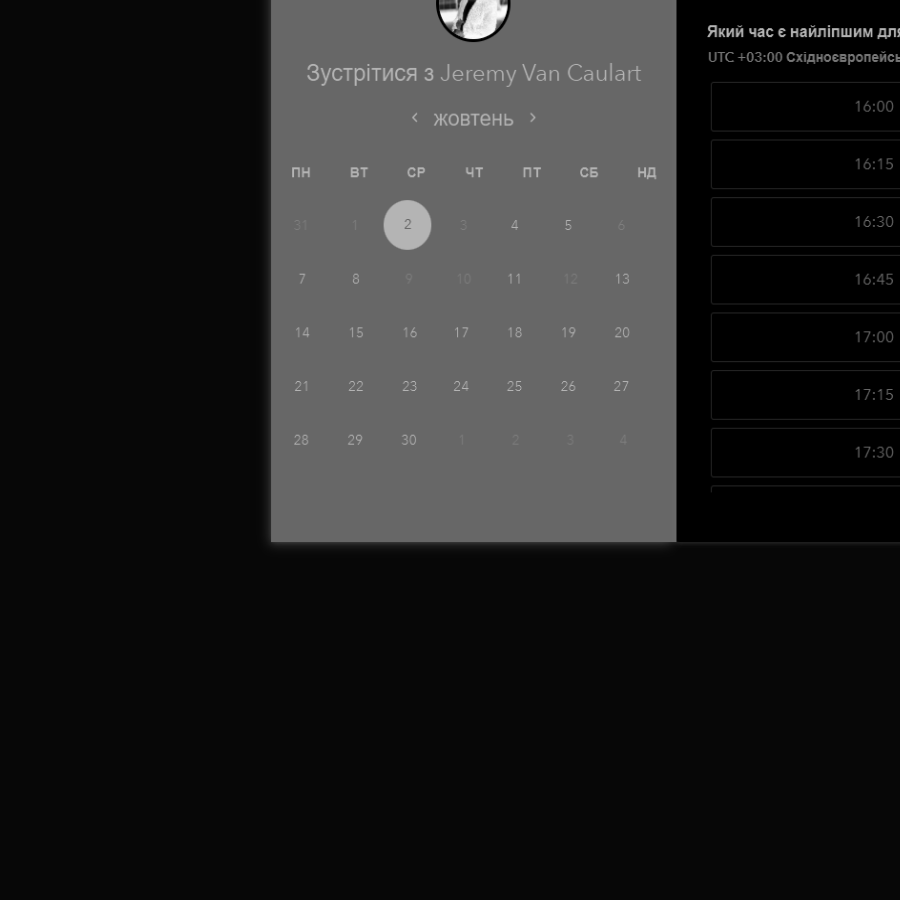 Зустрітися з Jeremy Van Caulart
жовтень
ПН ВТ СР ЧТ ПТ СБ НД
31 1 2 3 4 5 6
7 8 9 10 11 12 13
14 15 16 17 18 19 20
21 22 23 24 25 26 27
28 29 30 1 2 3 4
Який час є найліпшим для
UTC +03:00 Східноєвропейсь
16:00
16:15
16:30
16:45
17:00
17:15
17:30